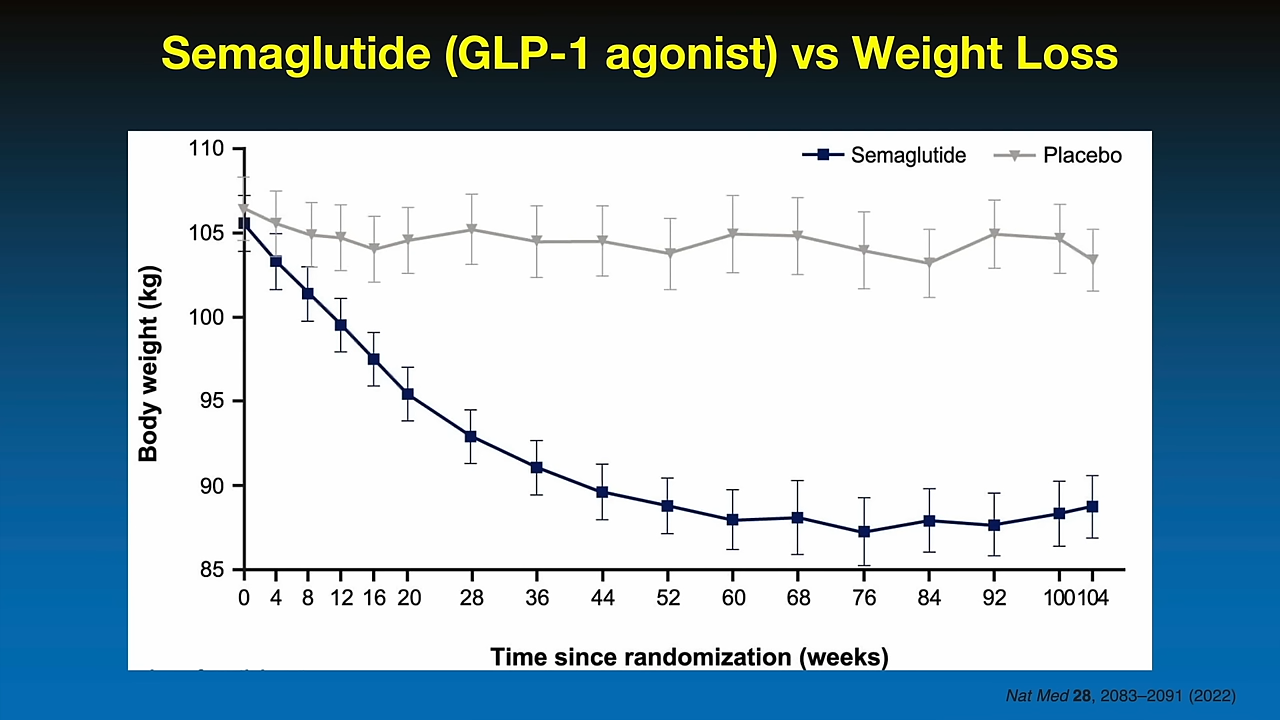 Semaglutide (GLP-1 agonist) vs Weight Loss
Semaglutide
Placebo
110
105
100
95
90
85
Body weight (kg)
0 4 8 12 16 20 28 36 44 52 60 68 76 84 92 100 104
Time since randomization (weeks)
Nat Med 28, 2083–2091 (2022)